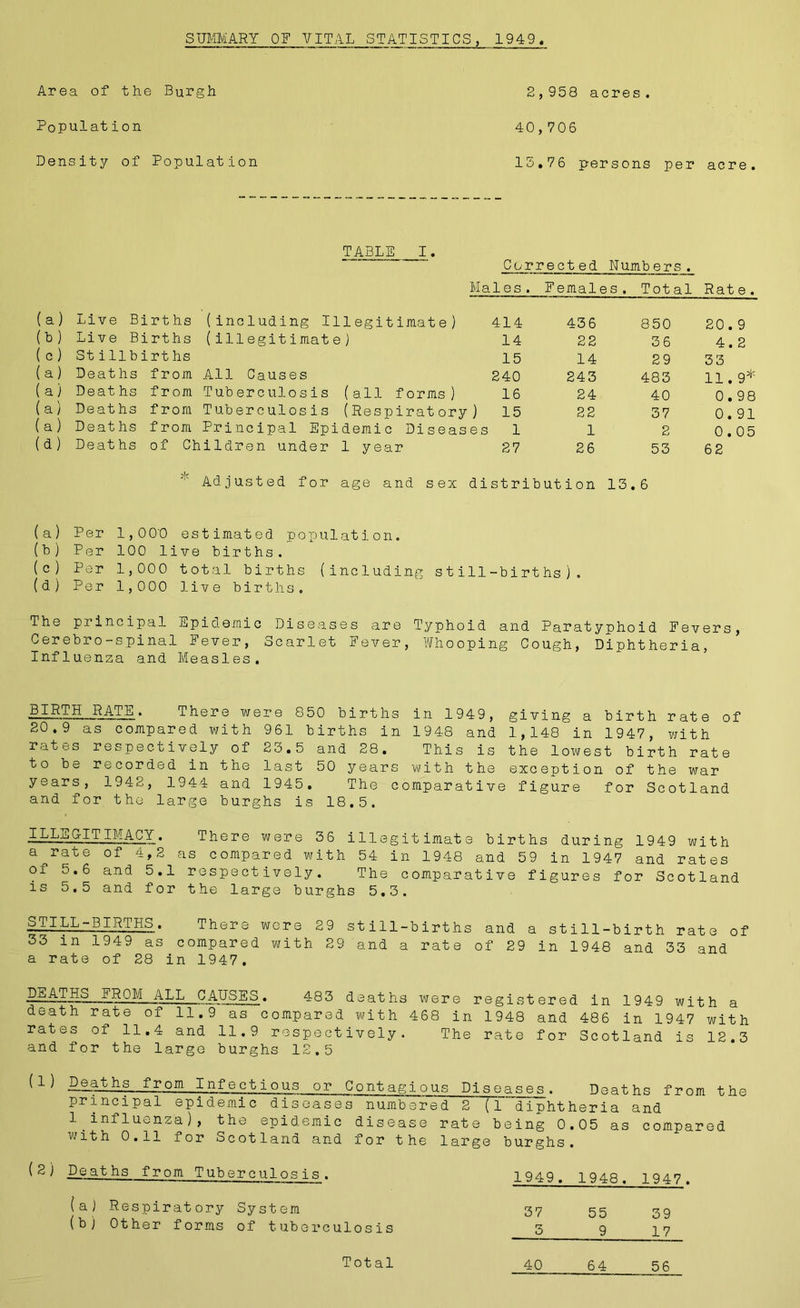 SUMMARY OF VITAL STATISTICS, 1949.
Area of the Burgh 2,958 acres.
Population 40,706
Density of Population 13.76 persons per acre.
TABLE I.
Corrected Numbers.
Males. Females. Total Rate.
(a) Live Births (including Illegitimate) 414 436 850 20.9
(b) Live Births (illegitimate) 14 22 36 4.2
(c) Stillbirths 15 14 29 33
(a) Deaths from All Causes 240 243 483 11.9*
(a) Deaths from Tuberculosis (all forms) 16 24 40 0.98
(a) Deaths from Tuberculosis (Respiratory) 15 22 37 0.91
(a) Deaths from Principal Epidemic Diseases 1 1 2 0.05
(d) Deaths of Children under 1 year 27 26 53 62
* Adjusted for age and sex distribution 13.6
(a) Per 1,000 estimated population.
(b) Per 100 live births.
(c) Per 1,000 total births (including still-births).
(d) Per 1,000 live births.
The principal Epidemic Diseases are Typhoid and Paratyphoid Fevers,
Cerebro-spinal Fever, Scarlet Fever, Whooping Cough, Diphtheria,
Influenza and Measles.
BIRTH RATE. There were 850 births in 1949, giving a birth rate of
20.9 as compared with 961 births in 1948 and 1,148 in 1947, with
rates respectively of 23.5 and 28. This is the lowest birth rate
to be recorded in the last 50 years with the exception of the war
years, 1942, 1944 and 1945. The comparative figure for Scotland
and for the large burghs is 18.5.
ILLEGITIMACY. There were 36 illegitimate births during 1949 with
a rate of 4,2 as compared with 54 in 1948 and 59 in 1947 and rates
of 5.6 and 5.1 respectively. The comparative figures for Scotland
is 5.5 and for the large burghs 5.3.
STILL-BIRTHS. There were 29 still-births and a still-birth rate of
33 in 1949 as compared with 29 and a rate of 29 in 1948 and 33 and
a rate of 28 in 1947.
DEATHS FROM ALL CAUSES. 483 deaths were registered in 1949 with a
death rate of 11.9 as compared with 468 in 1948 and 486 in 1947 with
rates of 11.4 and 11.9 respectively. The rate for Scotland is 12.3
and for the large burghs 12.5
(1) Deaths from Infectious or Contagious Diseases. Deaths from the
principal epidemic diseases numbered 2 (1 diphtheria and
1 influenza), the epidemic disease rate being 0.05 as compared
with 0.11 for Scotland and for the large burghs.
(2) Deaths from Tuberculosis. 1949. 1948. 1947.
(a) Respiratory System 37 55 39
(b) Other forms of tuberculosis 3 9 17
Total 40 64 56